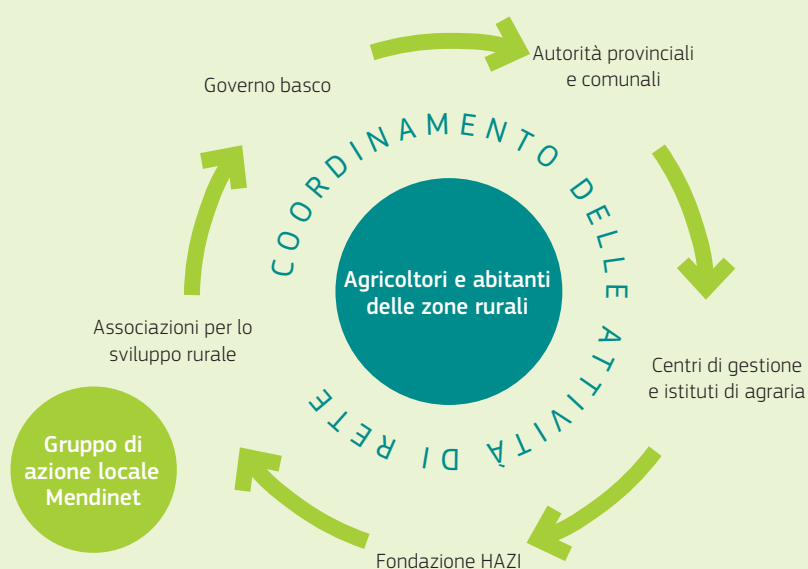 Governo basco
Autorità provinciali
e comunali
COORDINAMENTO DELLE ATTIVITÀ DI RETE
Agricoltori e abitanti
delle zone rurali
Associazioni per lo
sviluppo rurale
Centri di gestione
e istituti di agraria
Gruppo di
azione locale
Mendinet
Fondazione HAZI